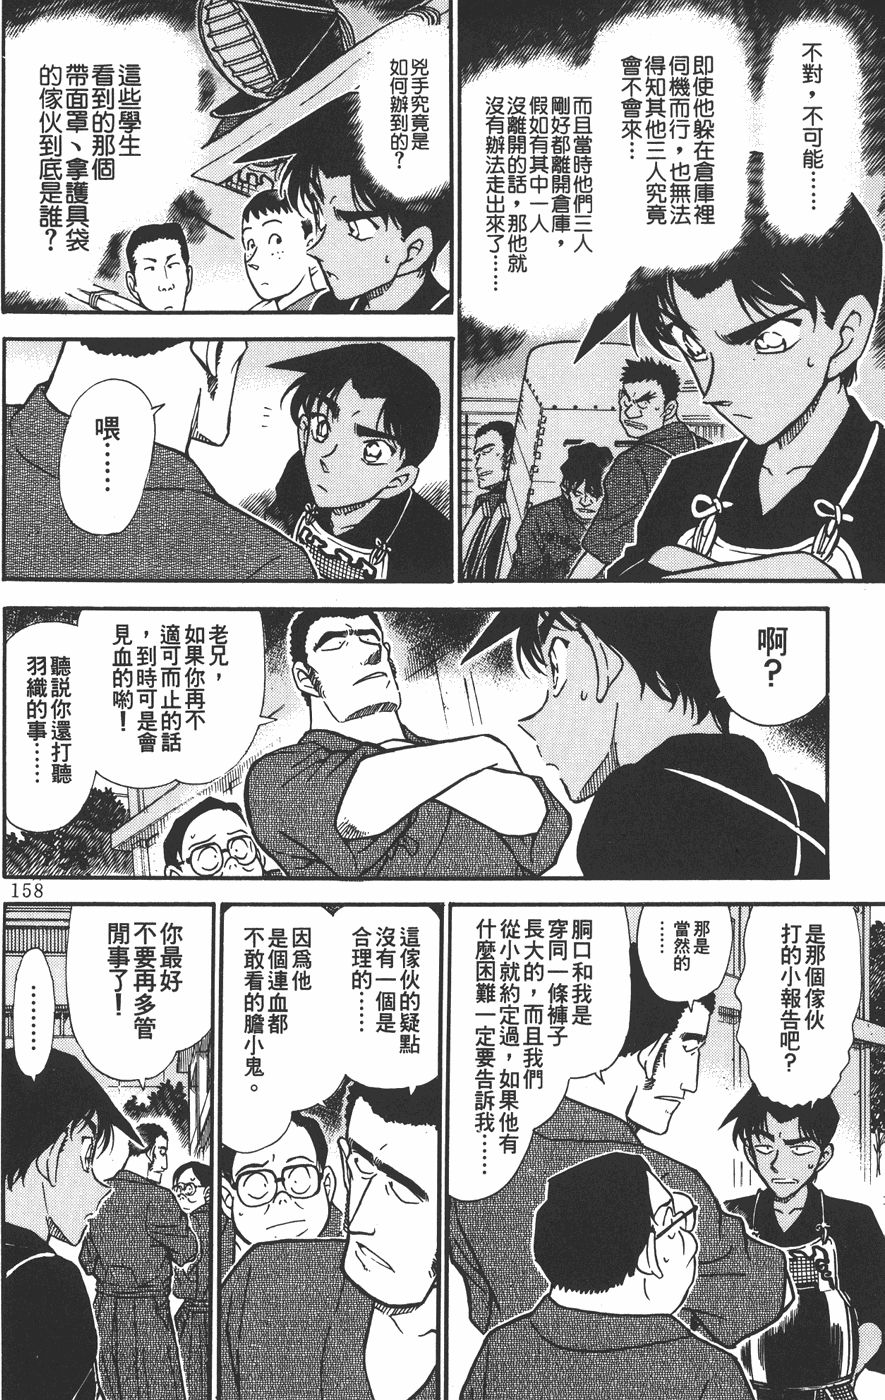 不對，不可能……
即使他躲在倉庫裡
伺機而行，也無法
得知其他三人究竟
會不會來…
而且當時他們三人
剛好都離開倉庫，
假如有其中一人
沒離開的話，那他就
沒有辦法走出來了……
兇手究竟是
如何辦到的？
這些學生
看到的那個
帶面罩、拿護具袋
的傢伙到底是誰？
喂……
啊？
老兄，
如果你再不
適可而止的話
，到時可是會
見血的喲！
聽說你還打聽
羽織的事……
158
是那個傢伙
打的小報告吧？
那是
當然的
……
胴口和我是
穿同一條褲子
長大的，而且我們
從小就約定過，如果他有
什麼困難一定要告訴我……
這傢伙的疑點
沒有一個是
合理的……
因為他
是個連血都
不敢看的膽小鬼。
你最好
不要再多管
閒事了！
………